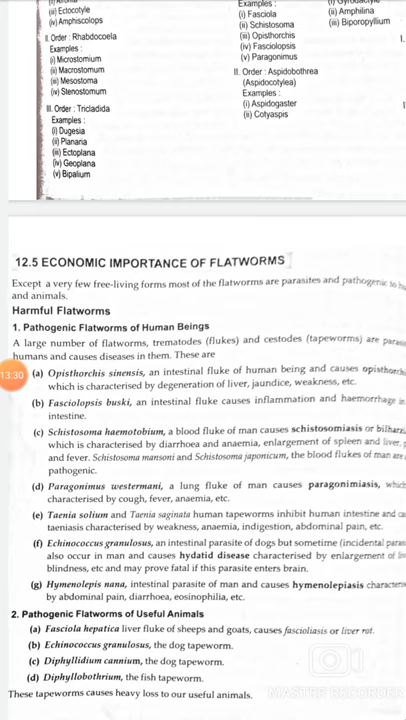 (iii) Ectocotyle
(iv) Amphiscolops
II. Order : Rhabdocoela
Examples :
(i) Microstomium
(ii) Macrostomum
(iii) Mesostoma
(iv) Stenostomum
III. Order : Tricladida
Examples :
(i) Dugesia
(ii) Planaria
(iii) Ectoplana
(iv) Geoplana
(v) Bipalium
Examples :
(i) Fasciola
(ii) Schistosoma
(iii) Opisthorchis
(iv) Fasciolopsis
(v) Paragonimus
II. Order : Aspidobothrea
(Aspidocotylea)
Examples :
(i) Aspidogaster
(ii) Cotyaspis
(ii) Amphilina
(iii) Biporopyllium
I.
12.5 ECONOMIC IMPORTANCE OF FLATWORMS
Except a very few free-living forms most of the flatworms are parasites and pathogenic to
and animals.
Harmful Flatworms
1. Pathogenic Flatworms of Human Beings
A large number of flatworms, trematodes (flukes) and cestodes (tapeworms) are
humans and causes diseases in them. These are
13:30
(a) Opisthorchis sinensis, an intestinal fluke of human being and causes
which is characterised by degeneration of liver, jaundice, weakness, etc.
(b) Fasciolopsis buski, an intestinal fluke causes inflammation and haemorrhage in
intestine.
(c) Schistosoma haemotobium, a blood fluke of man causes schistosomiasis or
which is characterised by diarrhoea and anaemia, enlargement of spleen and liver,
and fever. Schistosoma mansoni and Schistosoma japonicum, the blood flukes of man are
pathogenic.
(d) Paragonimus westermani, a lung fluke of man causes paragonimiasis, which
characterised by cough, fever, anaemia, etc.
(e) Taenia solium and Taenia saginata human tapeworms inhibit human intestine and
taeniasis characterised by weakness, anaemia, indigestion, abdominal pain, etc.
(f) Echinococcus granulosus, an intestinal parasite of dogs but sometime (incidental
also occur in man and causes hydatid disease characterised by enlargement of
blindness, etc and may prove fatal if this parasite enters brain.
(g) Hymenolepis nana, intestinal parasite of man and causes hymenolepiasis
by abdominal pain, diarrhoea, eosinophilia, etc.
2. Pathogenic Flatworms of Useful Animals
(a) Fasciola hepatica liver fluke of sheeps and goats, causes fascioliasis or liver rot.
(b) Echinococcus granulosus, the dog tapeworm.
(c) Diphyllidium cannium, the dog tapeworm.
(d) Diphyllobothrium, the fish tapeworm.
These tapeworms causes heavy loss to our useful animals.
MASTER RECORDER